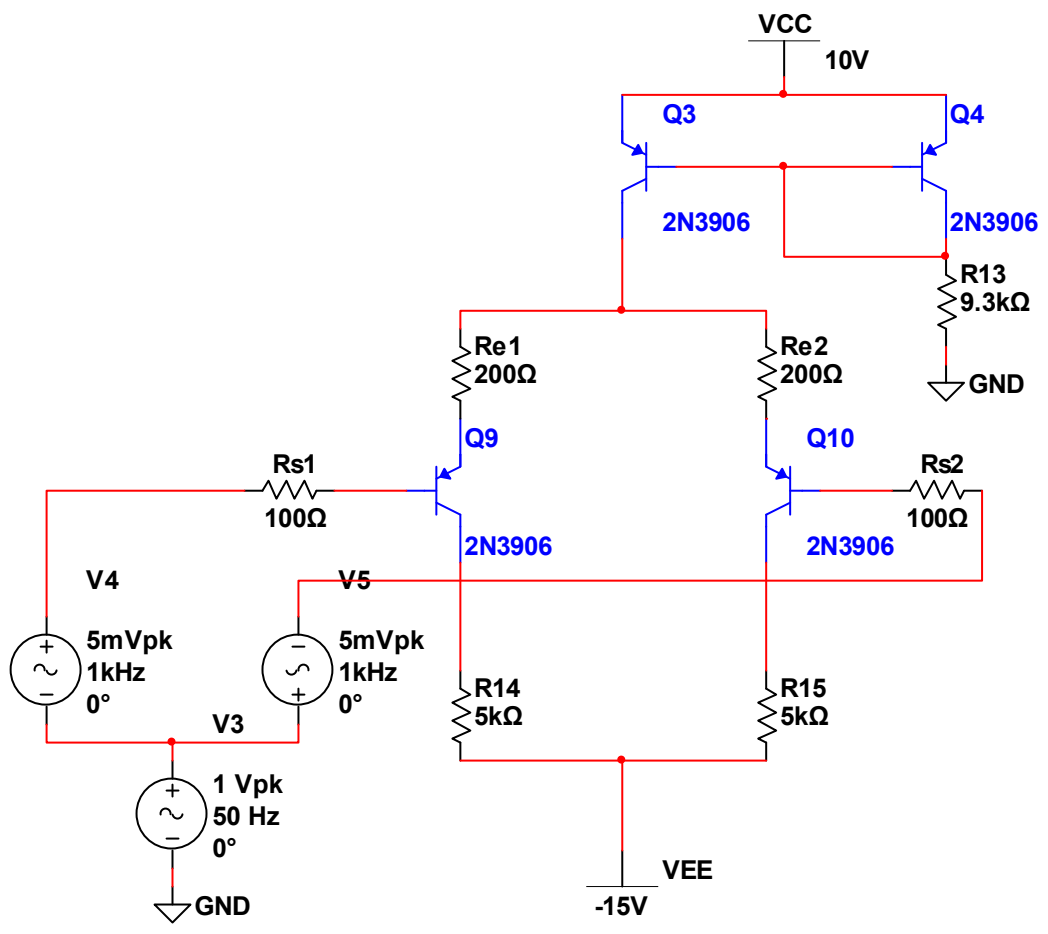 VCC
10V
Q3
Q4
2N3906
2N3906
R13
9.3kΩ
GND
Re1
200Ω
Re2
200Ω
Q9
Q10
Rs1
100Ω
Rs2
100Ω
2N3906
2N3906
V4
5mVpk
1kHz
0°
V5
5mVpk
1kHz
0°
R14
5kΩ
R15
5kΩ
V3
1 Vpk
50 Hz
0°
GND
VEE
-15V